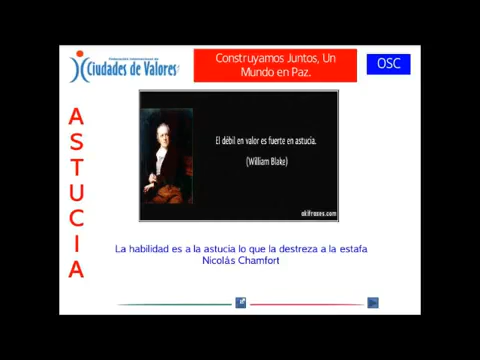 Ciudades de Valores
Construyamos Juntos, Un
Mundo en Paz.
OSC
ASTUCIA
El débil en valor es fuerte en astucia.
(William Blake)
akifrases.com
La habilidad es a la astucia lo que la destreza a la estafa
Nicolás Chamfort